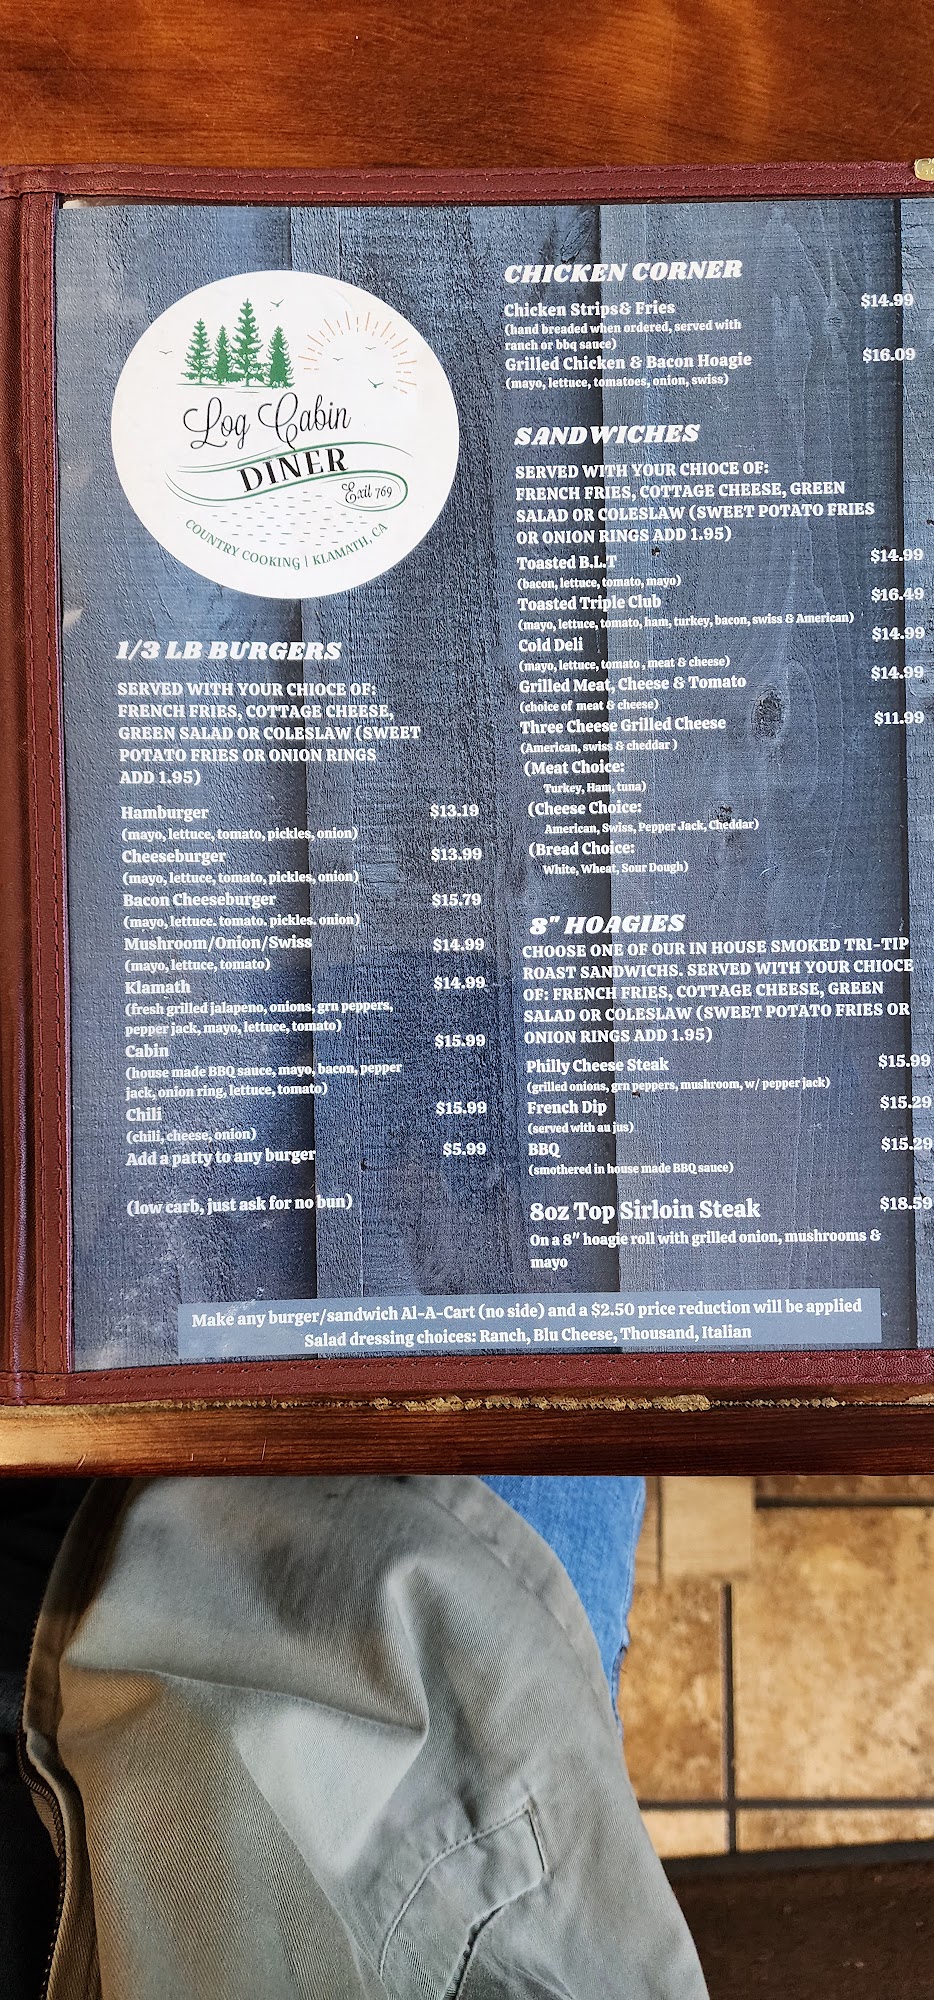 Log Cabin
DINER
Exit 769
COUNTRY COOKING | KLAMATH, CA
1/3 LB BURGERS
SERVED WITH YOUR CHIOCE OF:
FRENCH FRIES, COTTAGE CHEESE,
GREEN SALAD OR COLESLAW (SWEET
POTATO FRIES OR ONION RINGS
ADD 1.95)
Hamburger $13.19
(mayo, lettuce, tomato, pickles, onion)
Cheeseburger $13.99
(mayo, lettuce, tomato, pickles, onion)
Bacon Cheeseburger $15.79
(mayo, lettuce. tomato. pickles. onion)
Mushroom/Onion/Swiss $14.99
(mayo, lettuce, tomato)
Klamath $14.99
(fresh grilled jalapeno, onions, grn peppers,
pepper jack, mayo, lettuce, tomato)
Cabin $15.99
(house made BBQ sauce, mayo, bacon, pepper
jack, onion ring, lettuce, tomato)
Chili $15.99
(chili, cheese, onion)
Add a patty to any burger $5.99
(low carb, just ask for no bun)
CHICKEN CORNER
Chicken Strips& Fries $14.99
(hand breaded when ordered, served with
ranch or bbq sauce)
Grilled Chicken & Bacon Hoagie $16.09
(mayo, lettuce, tomatoes, onion, swiss)
SANDWICHES
SERVED WITH YOUR CHIOCE OF:
FRENCH FRIES, COTTAGE CHEESE, GREEN
SALAD OR COLESLAW (SWEET POTATO FRIES
OR ONION RINGS ADD 1.95)
Toasted B.L.T $14.99
(bacon, lettuce, tomato, mayo)
Toasted Triple Club $16.49
(mayo, lettuce, tomato, ham, turkey, bacon, swiss & American)
Cold Deli $14.99
(mayo, lettuce, tomato , meat & cheese)
Grilled Meat, Cheese & Tomato $14.99
(choice of meat & cheese)
Three Cheese Grilled Cheese $11.99
(American, swiss & cheddar )
(Meat Choice:
Turkey, Ham, tuna)
(Cheese Choice:
American, Swiss, Pepper Jack, Cheddar)
(Bread Choice:
White, Wheat, Sour Dough)
8" HOAGIES
CHOOSE ONE OF OUR IN HOUSE SMOKED TRI-TIP
ROAST SANDWICHS. SERVED WITH YOUR CHIOCE
OF: FRENCH FRIES, COTTAGE CHEESE, GREEN
SALAD OR COLESLAW (SWEET POTATO FRIES OR
ONION RINGS ADD 1.95)
Philly Cheese Steak $15.99
(grilled onions, grn peppers, mushroom, w/ pepper jack)
French Dip $15.29
(served with au jus)
BBQ $15.29
(smothered in house made BBQ sauce)
8oz Top Sirloin Steak $18.59
On a 8" hoagie roll with grilled onion, mushrooms &
mayo
Make any burger/sandwich Al-A-Cart (no side) and a $2.50 price reduction will be applied
Salad dressing choices: Ranch, Blu Cheese, Thousand, Italian